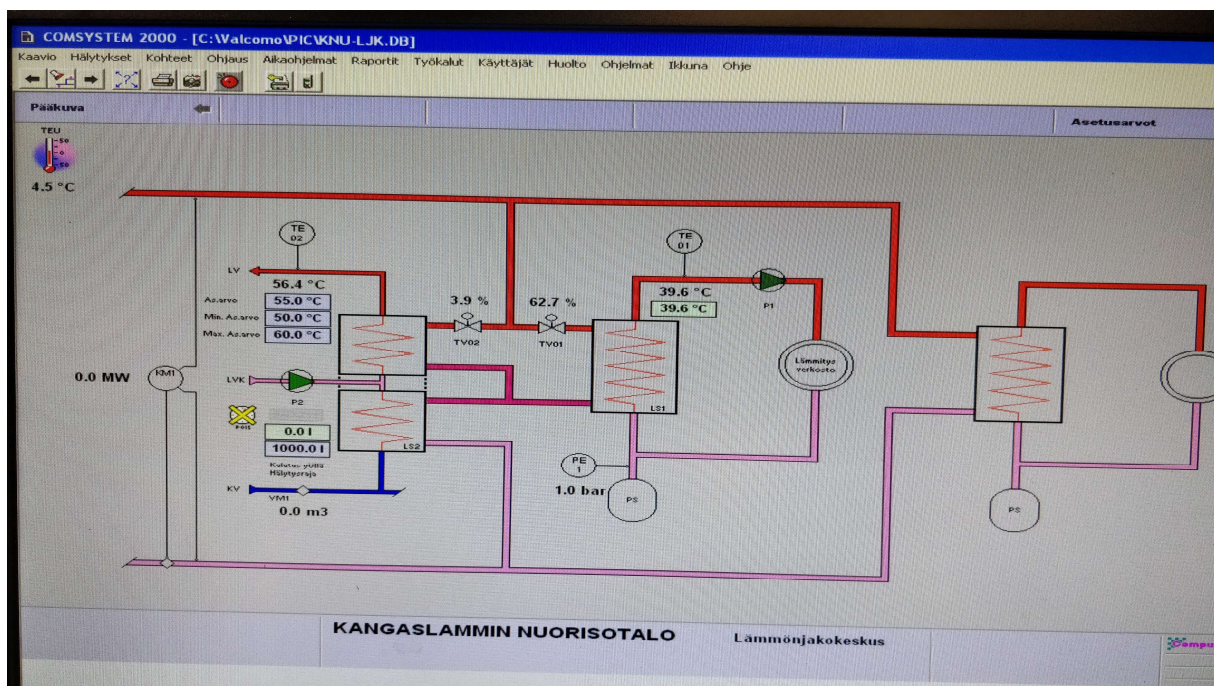 COMSYSTEM 2000 - [C:\Valcomo\PIC\KNU-LJK.DB]
Kaavio Hälytykset Kohteet Ohjaus Aikaohjelmat Raportit Työkalut Käyttäjät Huolto Ohjelmat Ikkuna Ohje
Pääkuva
Asetusarvot
TEU
50
0
50
4.5 °C
TE
02
TE
01
LV
56.4 °C
As.arvo 55.0 °C
Min. As.arvo 50.0 °C
Max. As.arvo 60.0 °C
3.9 %
62.7 %
TV02
TV01
39.6 °C
39.6 °C
P1
Lämmitys
verkosto
0.0 MW
KM1
LVK
P2
POIS
0.0 l
1000.0 l
Kulutus yöllä
Hälytysraja
LS2
LS1
KV
VM1
0.0 m3
PE
1
1.0 bar
PS
PS
KANGASLAMMIN NUORISOTALO
Lämmönjakokeskus